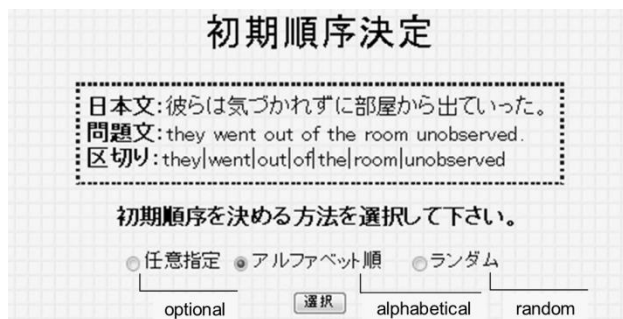 初期順序決定
日本文:彼らは気づかれずに部屋から出ていった。
問題文:they went out of the room unobserved.
区切り:they|went|out|of|the|room|unobserved
初期順序を決める方法を選択して下さい。
任意指定 アルファベット順 ランダム
選択
optional alphabetical random